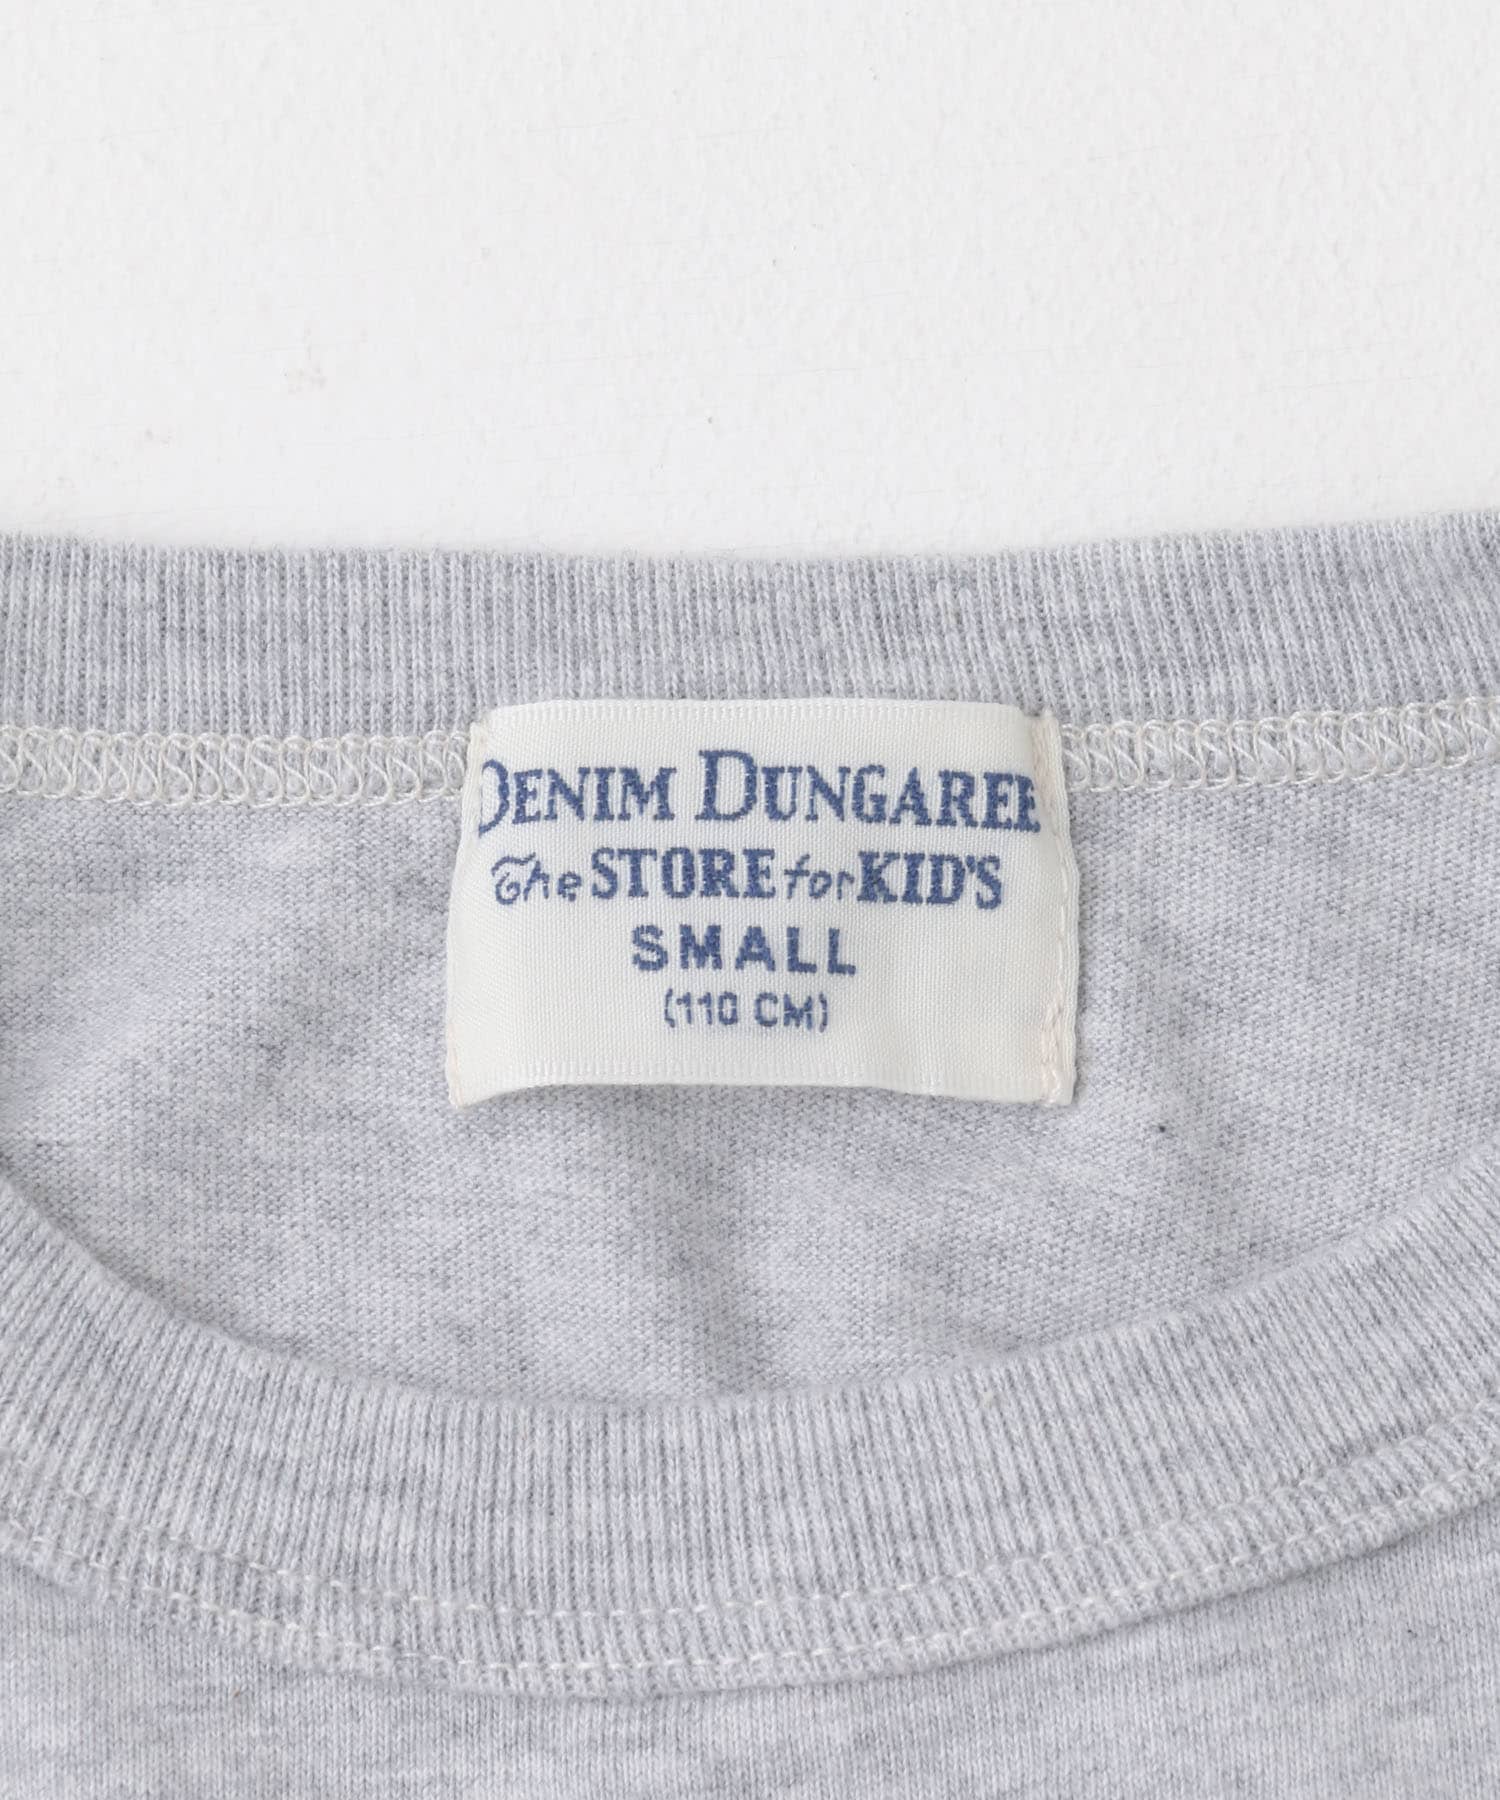 DENIM DUNGAREE
The STORE for KID'S
SMALL
(110 CM)